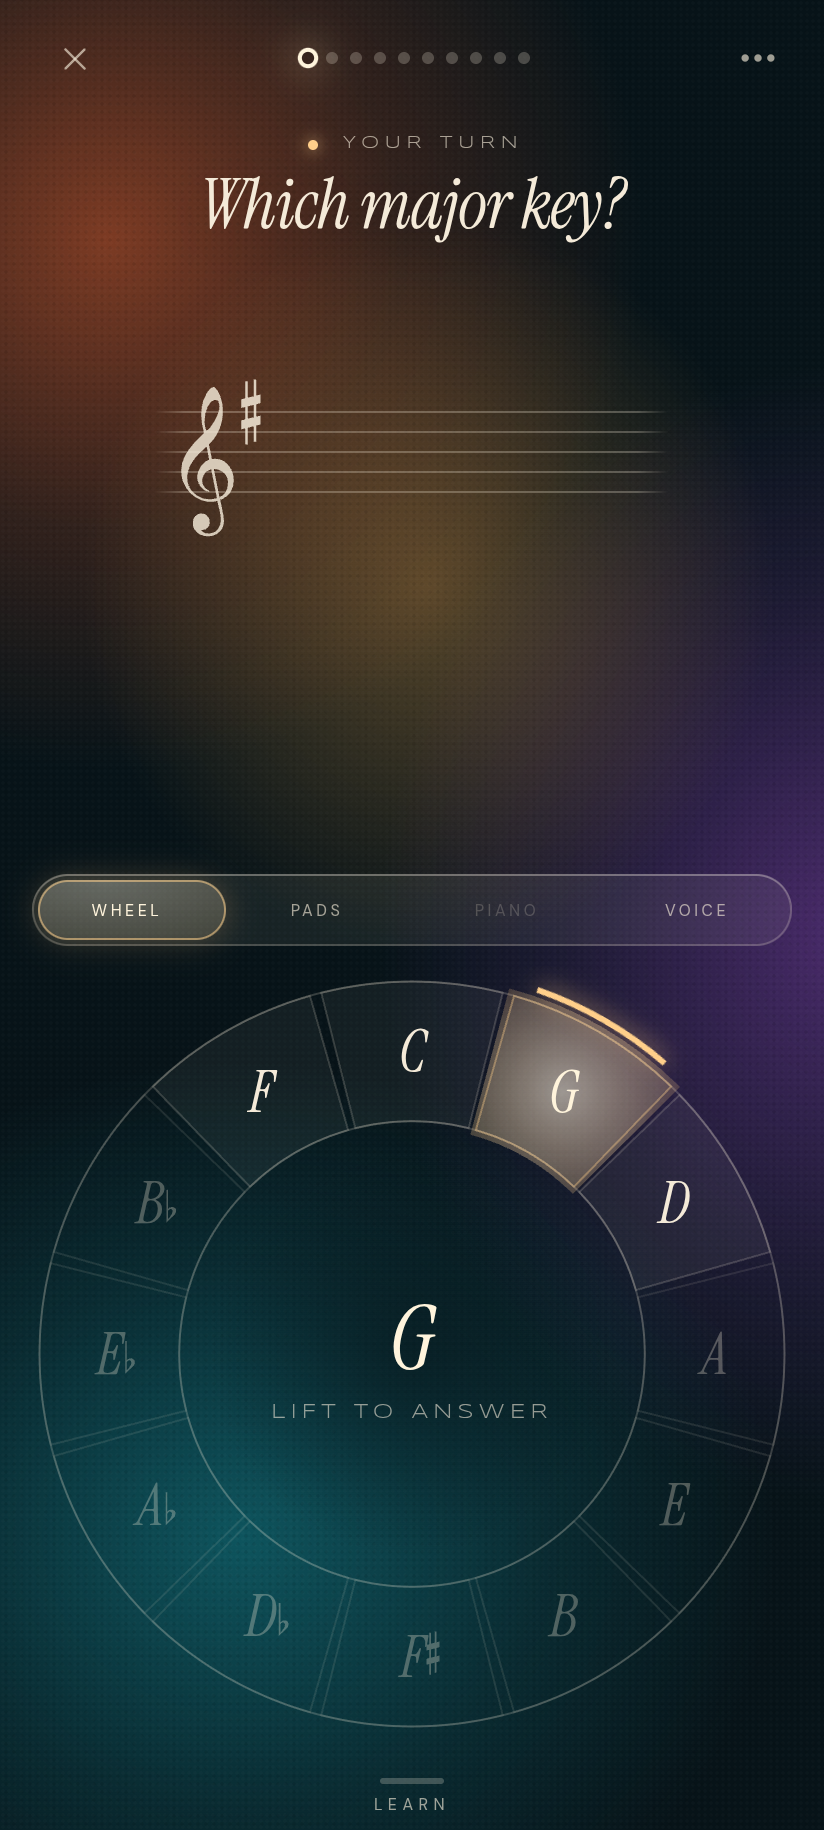 YOUR TURN
Which major key?
WHEEL PADS PIANO VOICE
C
F
G
B♭
D
E♭
A
G
LIFT TO ANSWER
A♭
E
D♭
B
F♯
LEARN